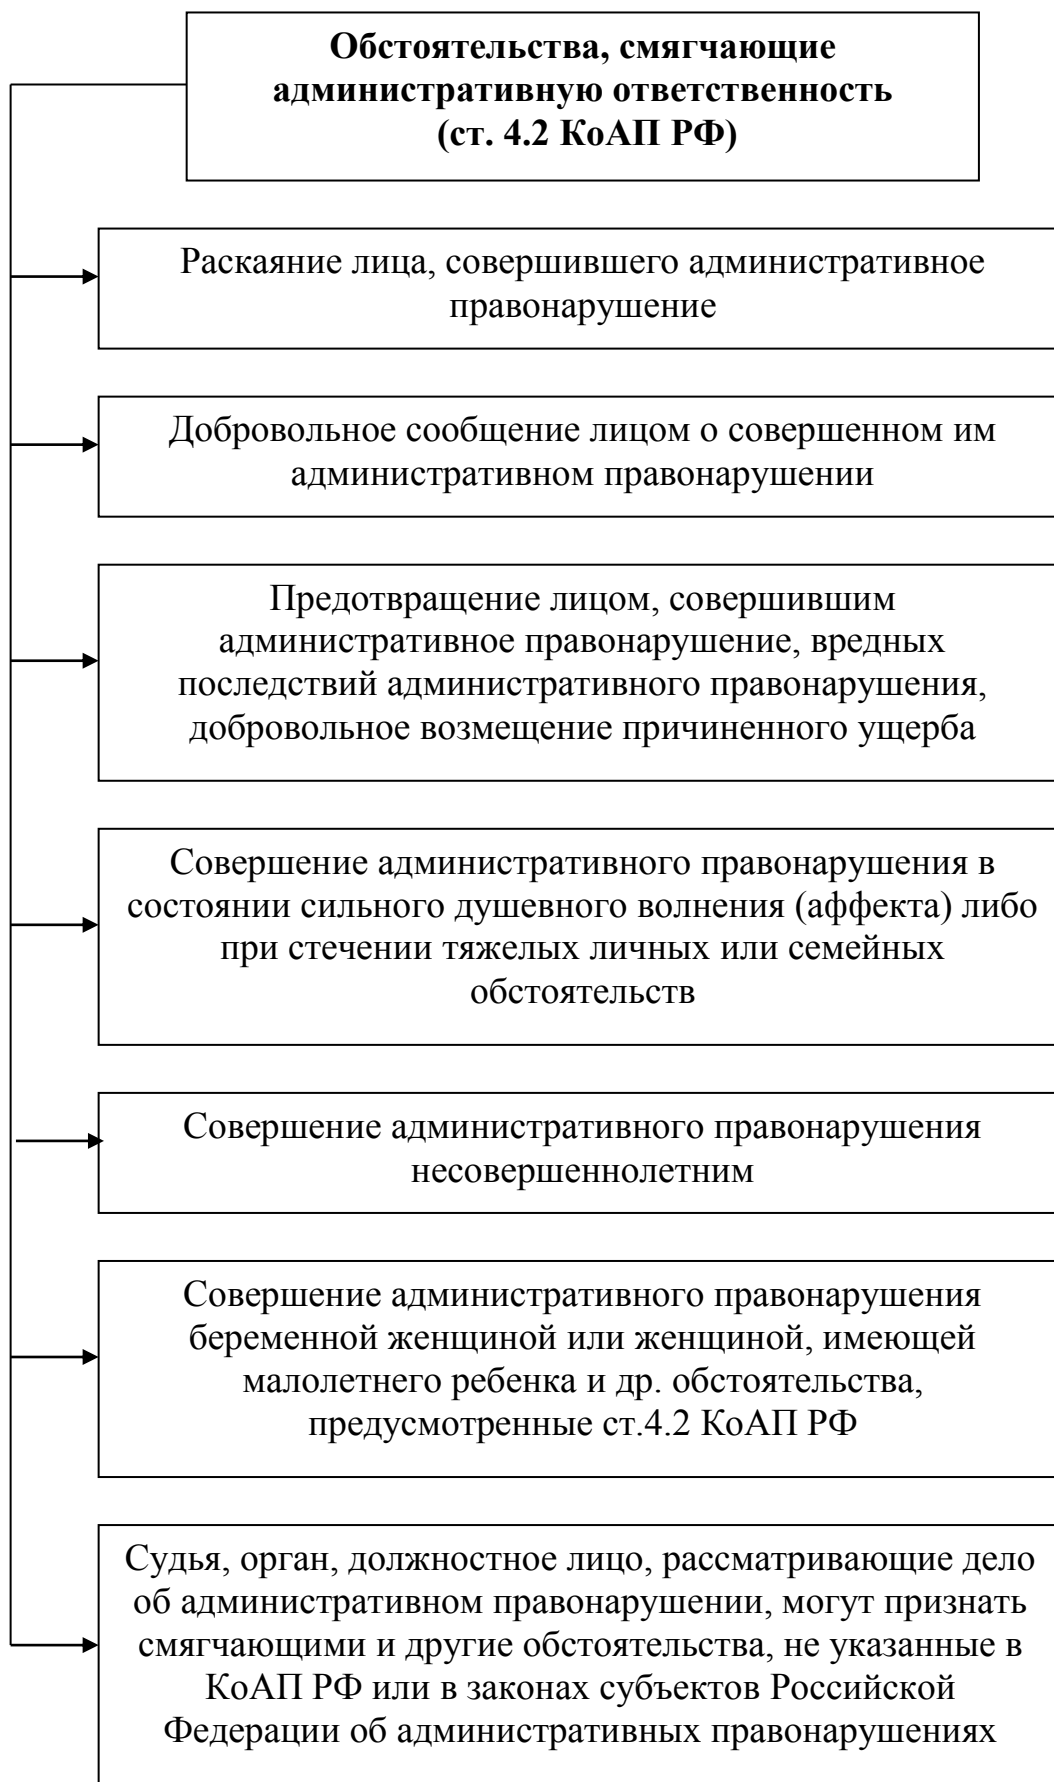 Обстоятельства, смягчающие
административную ответственность
(ст. 4.2 КоАП РФ)
Раскаяние лица, совершившего административное
правонарушение
Добровольное сообщение лицом о совершенном им
административном правонарушении
Предотвращение лицом, совершившим
административное правонарушение, вредных
последствий административного правонарушения,
добровольное возмещение причиненного ущерба
Совершение административного правонарушения в
состоянии сильного душевного волнения (аффекта) либо
при стечении тяжелых личных или семейных
обстоятельств
Совершение административного правонарушения
несовершеннолетним
Совершение административного правонарушения
беременной женщиной или женщиной, имеющей
малолетнего ребенка и др. обстоятельства,
предусмотренные ст.4.2 КоАП РФ
Судья, орган, должностное лицо, рассматривающие дело
об административном правонарушении, могут признать
смягчающими и другие обстоятельства, не указанные в
КоАП РФ или в законах субъектов Российской
Федерации об административных правонарушениях